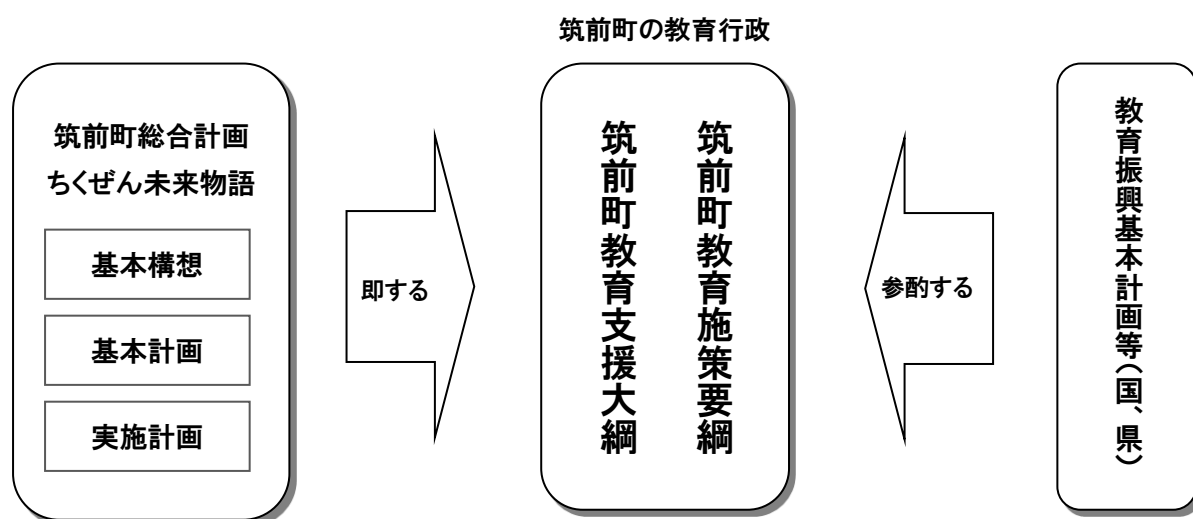 筑前町の教育行政
筑前町総合計画
ちくぜん未来物語
基本構想
基本計画
実施計画
即する
筑前町教育施策要綱
筑前町教育支援大綱
参酌する
教育振興基本計画等(国、県)